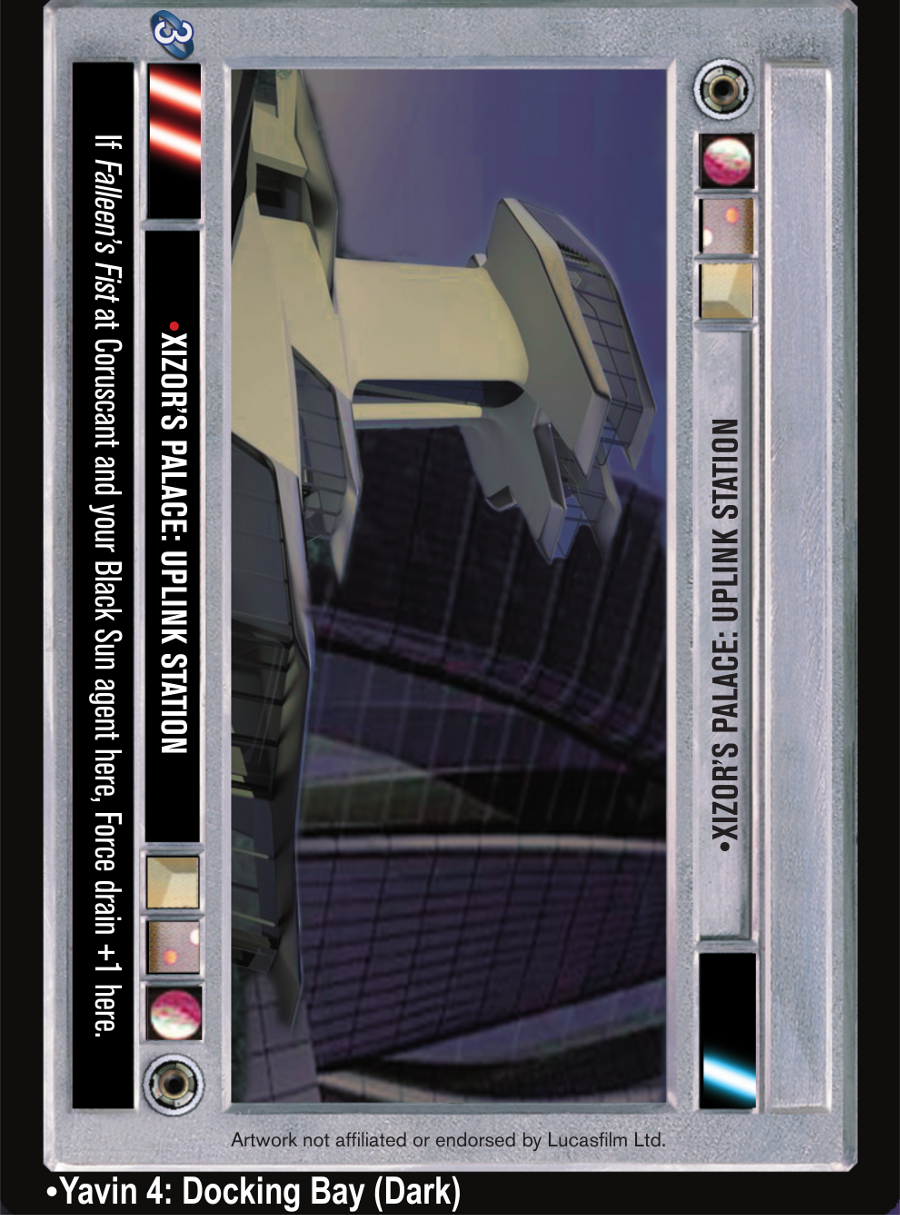 3
If Falleen's Fist at Coruscant and your Black Sun agent here, Force drain +1 here.
•XIZOR'S PALACE: UPLINK STATION
•XIZOR'S PALACE: UPLINK STATION
Artwork not affiliated or endorsed by Lucasfilm Ltd.
•Yavin 4: Docking Bay (Dark)